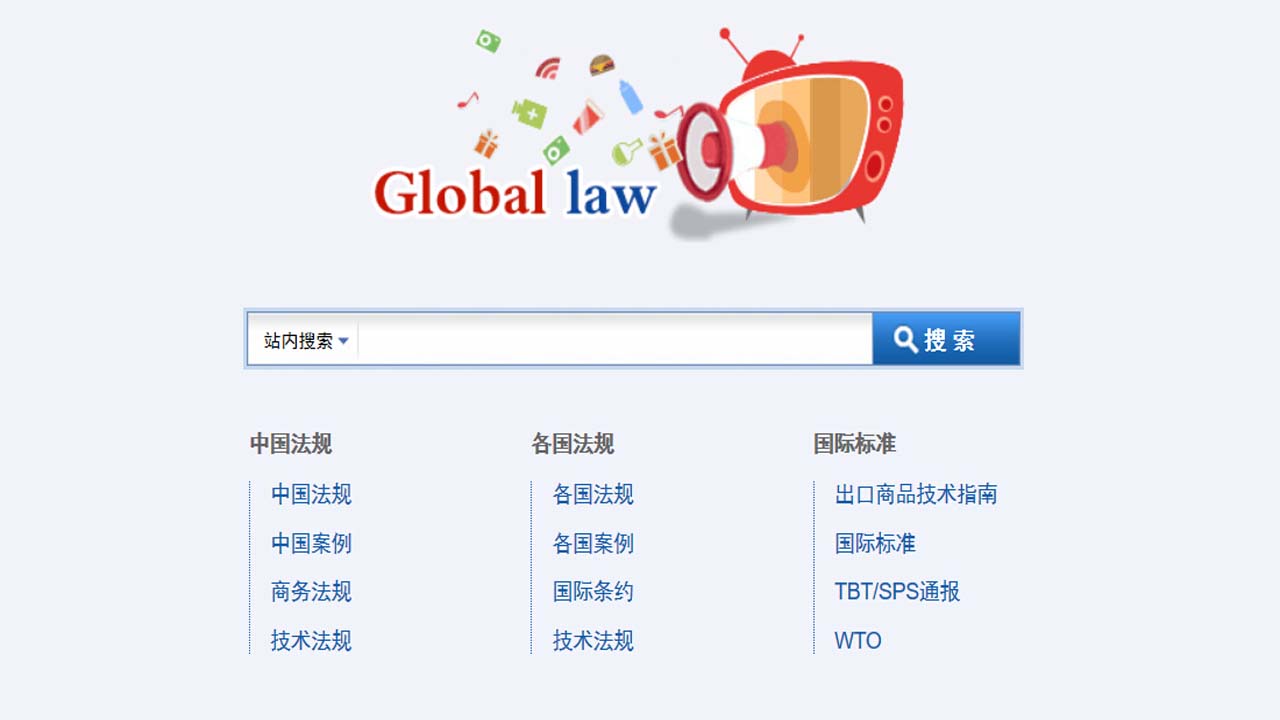 Global law
站内搜索
搜 索
中国法规
中国法规
中国案例
商务法规
技术法规
各国法规
各国法规
各国案例
国际条约
技术法规
国际标准
出口商品技术指南
国际标准
TBT/SPS通报
WTO